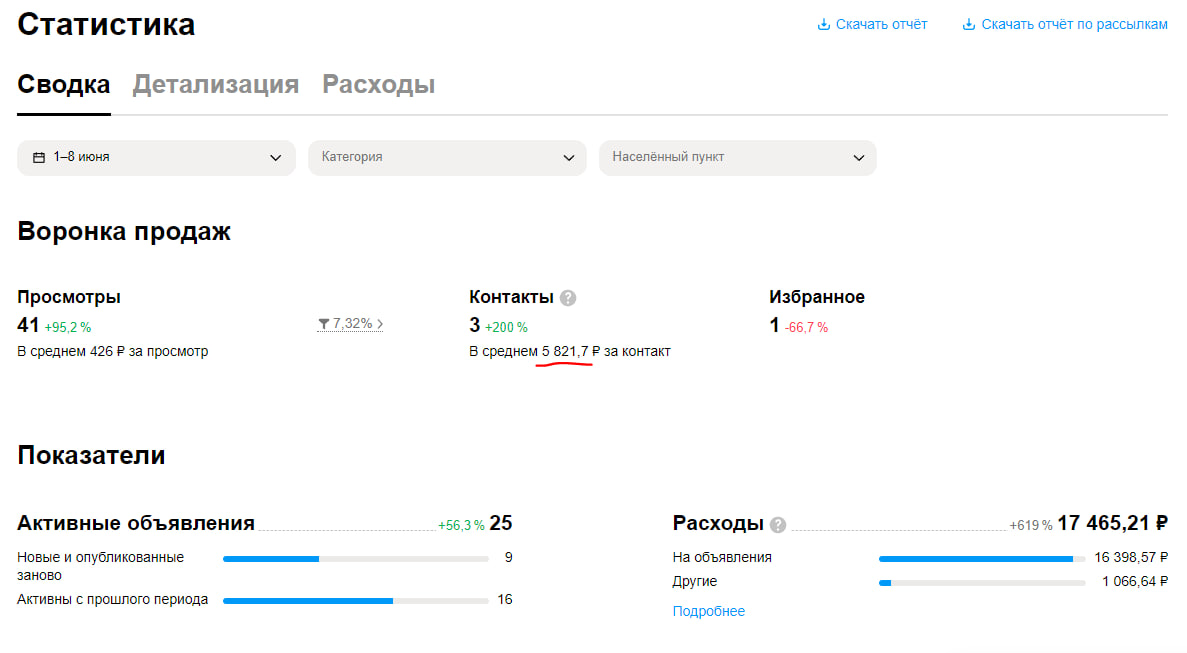 Статистика
Скачать отчёт
Скачать отчёт по рассылкам
Сводка Детализация Расходы
1–8 июня
Категория
Населённый пункт
Воронка продаж
Просмотры
41 +95,2 %
В среднем 426 ₽ за просмотр
7,32%
Контакты ?
3 +200 %
В среднем 5 821,7 ₽ за контакт
Избранное
1 -66,7 %
Показатели
Активные объявления +56,3 % 25
Новые и опубликованные
заново
9
Активны с прошлого периода 16
Расходы ? +619 % 17 465,21 ₽
На объявления 16 398,57 ₽
Другие 1 066,64 ₽
Подробнее